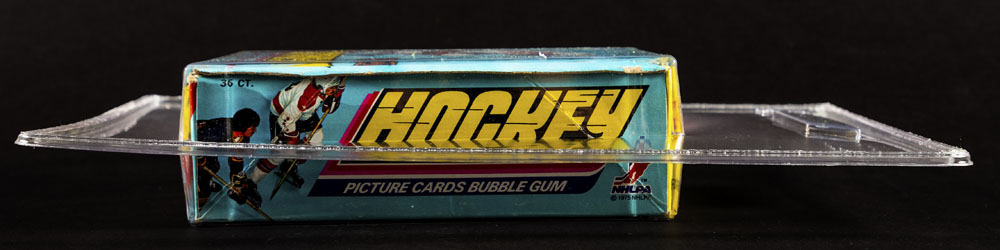 36 CT.
HOCKEY
PICTURE CARDS BUBBLE GUM
NHLPA
© 1975 NHLPA